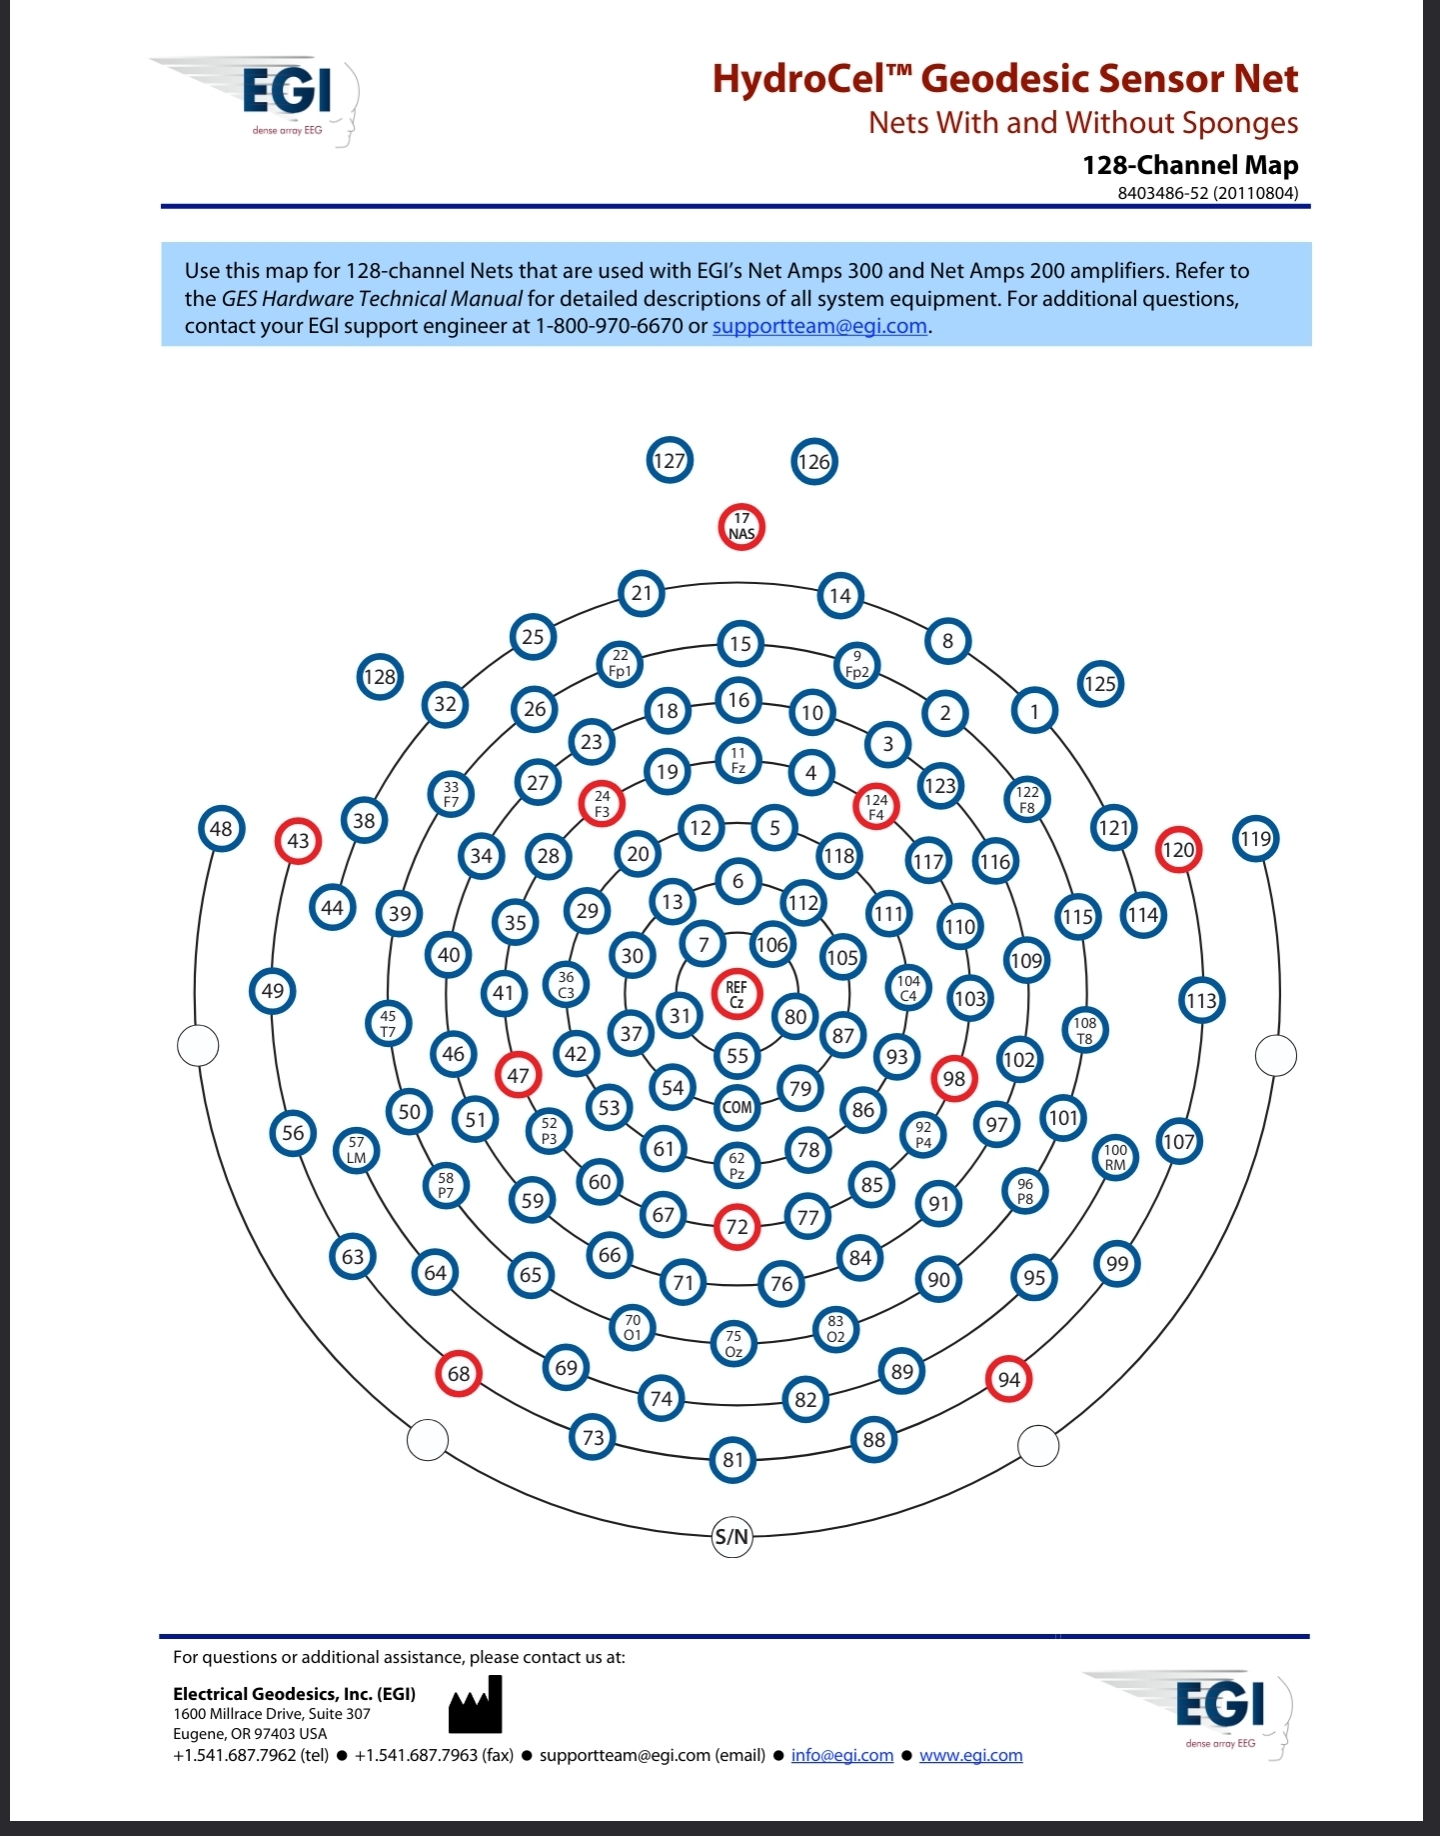 EGI
dense array EEG
HydroCel™ Geodesic Sensor Net
Nets With and Without Sponges
128-Channel Map
8403486-52 (20110804)
Use this map for 128-channel Nets that are used with EGI’s Net Amps 300 and Net Amps 200 amplifiers. Refer to
the GES Hardware Technical Manual for detailed descriptions of all system equipment. For additional questions,
contact your EGI support engineer at 1-800-970-6670 or supportteam@egi.com.
127 126
17
NAS
21 14
25 15 8
22
Fp1
9
Fp2
128 125
32 26 18 16 10 2 1
23 3
11
Fz
27 19 4 123
33
F7
24
F3
124
F4
122
F8
48 43 38 12 5 121 120 119
34 28 20 118 117 116
6
44 39 35 29 13 112 111 110 115 114
40 30 7 106 105 109
49 41
36
C3
REF
Cz
104
C4
103 113
45
T7
31 80
108
T8
37 87
46 42 55 93 102
47 98
50 51 53 54 COM 79 86 97 101
56
57
LM
52
P3
61
62
Pz
78
92
P4
100
RM
107
58
P7
60 85
96
P8
59 67 72 77 91
63 64 65 66 71 76 84 90 95 99
70
O1
75
Oz
83
O2
68 69 74 82 89 94
73 81 88
S/N
For questions or additional assistance, please contact us at:
Electrical Geodesics, Inc. (EGI)
1600 Millrace Drive, Suite 307
Eugene, OR 97403 USA
+1.541.687.7962 (tel) ● +1.541.687.7963 (fax) ● supportteam@egi.com (email) ● info@egi.com ● www.egi.com
EGI
dense array EEG